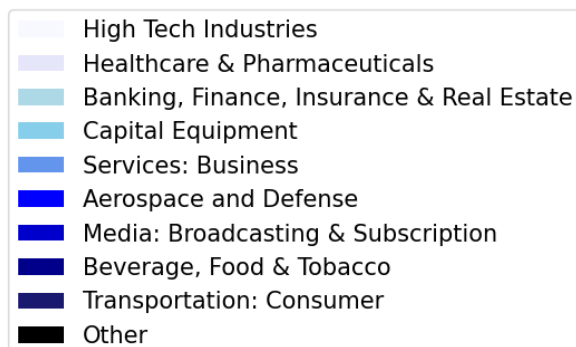 High Tech Industries
Healthcare & Pharmaceuticals
Banking, Finance, Insurance & Real Estate
Capital Equipment
Services: Business
Aerospace and Defense
Media: Broadcasting & Subscription
Beverage, Food & Tobacco
Transportation: Consumer
Other